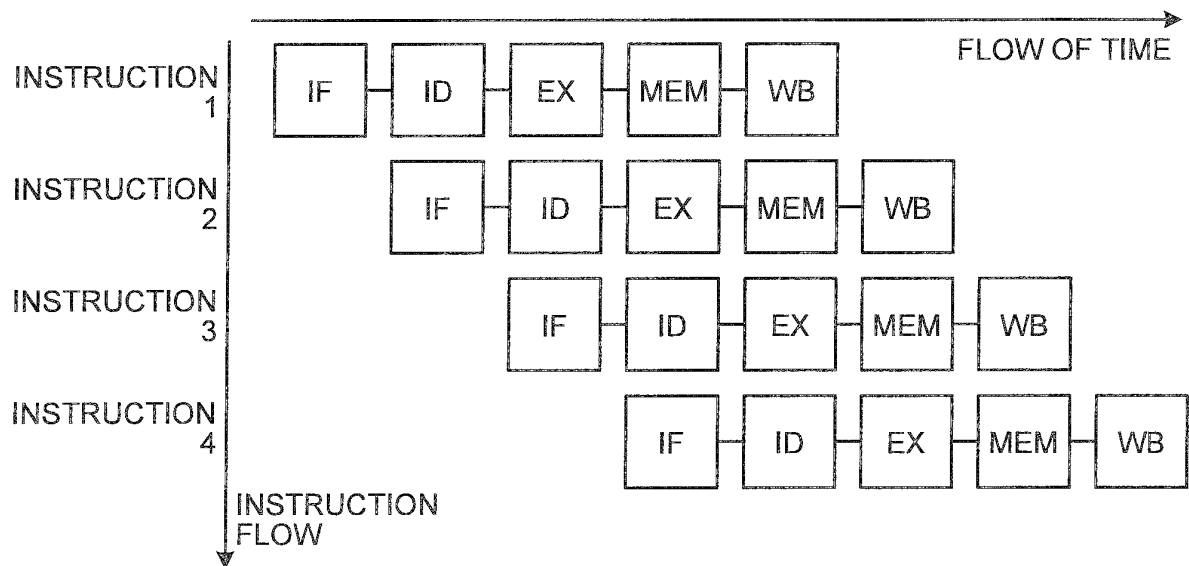 FLOW OF TIME
INSTRUCTION
1
IF ID EX MEM WB
INSTRUCTION
2
IF ID EX MEM WB
INSTRUCTION
3
IF ID EX MEM WB
INSTRUCTION
4
IF ID EX MEM WB
INSTRUCTION
FLOW